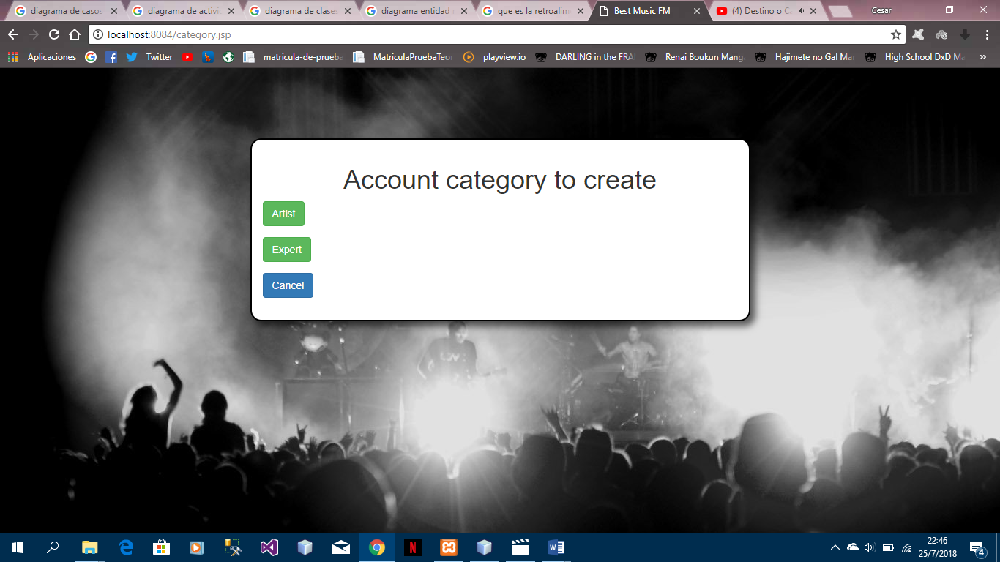 diagrama de casos
diagrama de activi
diagrama de clases
diagrama entidad
que es la retroalim
Best Music FM
(4) Destino o Ca
Cesar
localhost:8084/category.jsp
Aplicaciones
Twitter
matricula-de-prueba
MatriculaPruebaTeor
playview.io
DARLING in the FRA
Renai Boukun Mang
Hajimete no Gal Mar
High School DxD Ma
»
Account category to create
Artist
Expert
Cancel
LOV
22:46
25/7/2018
4